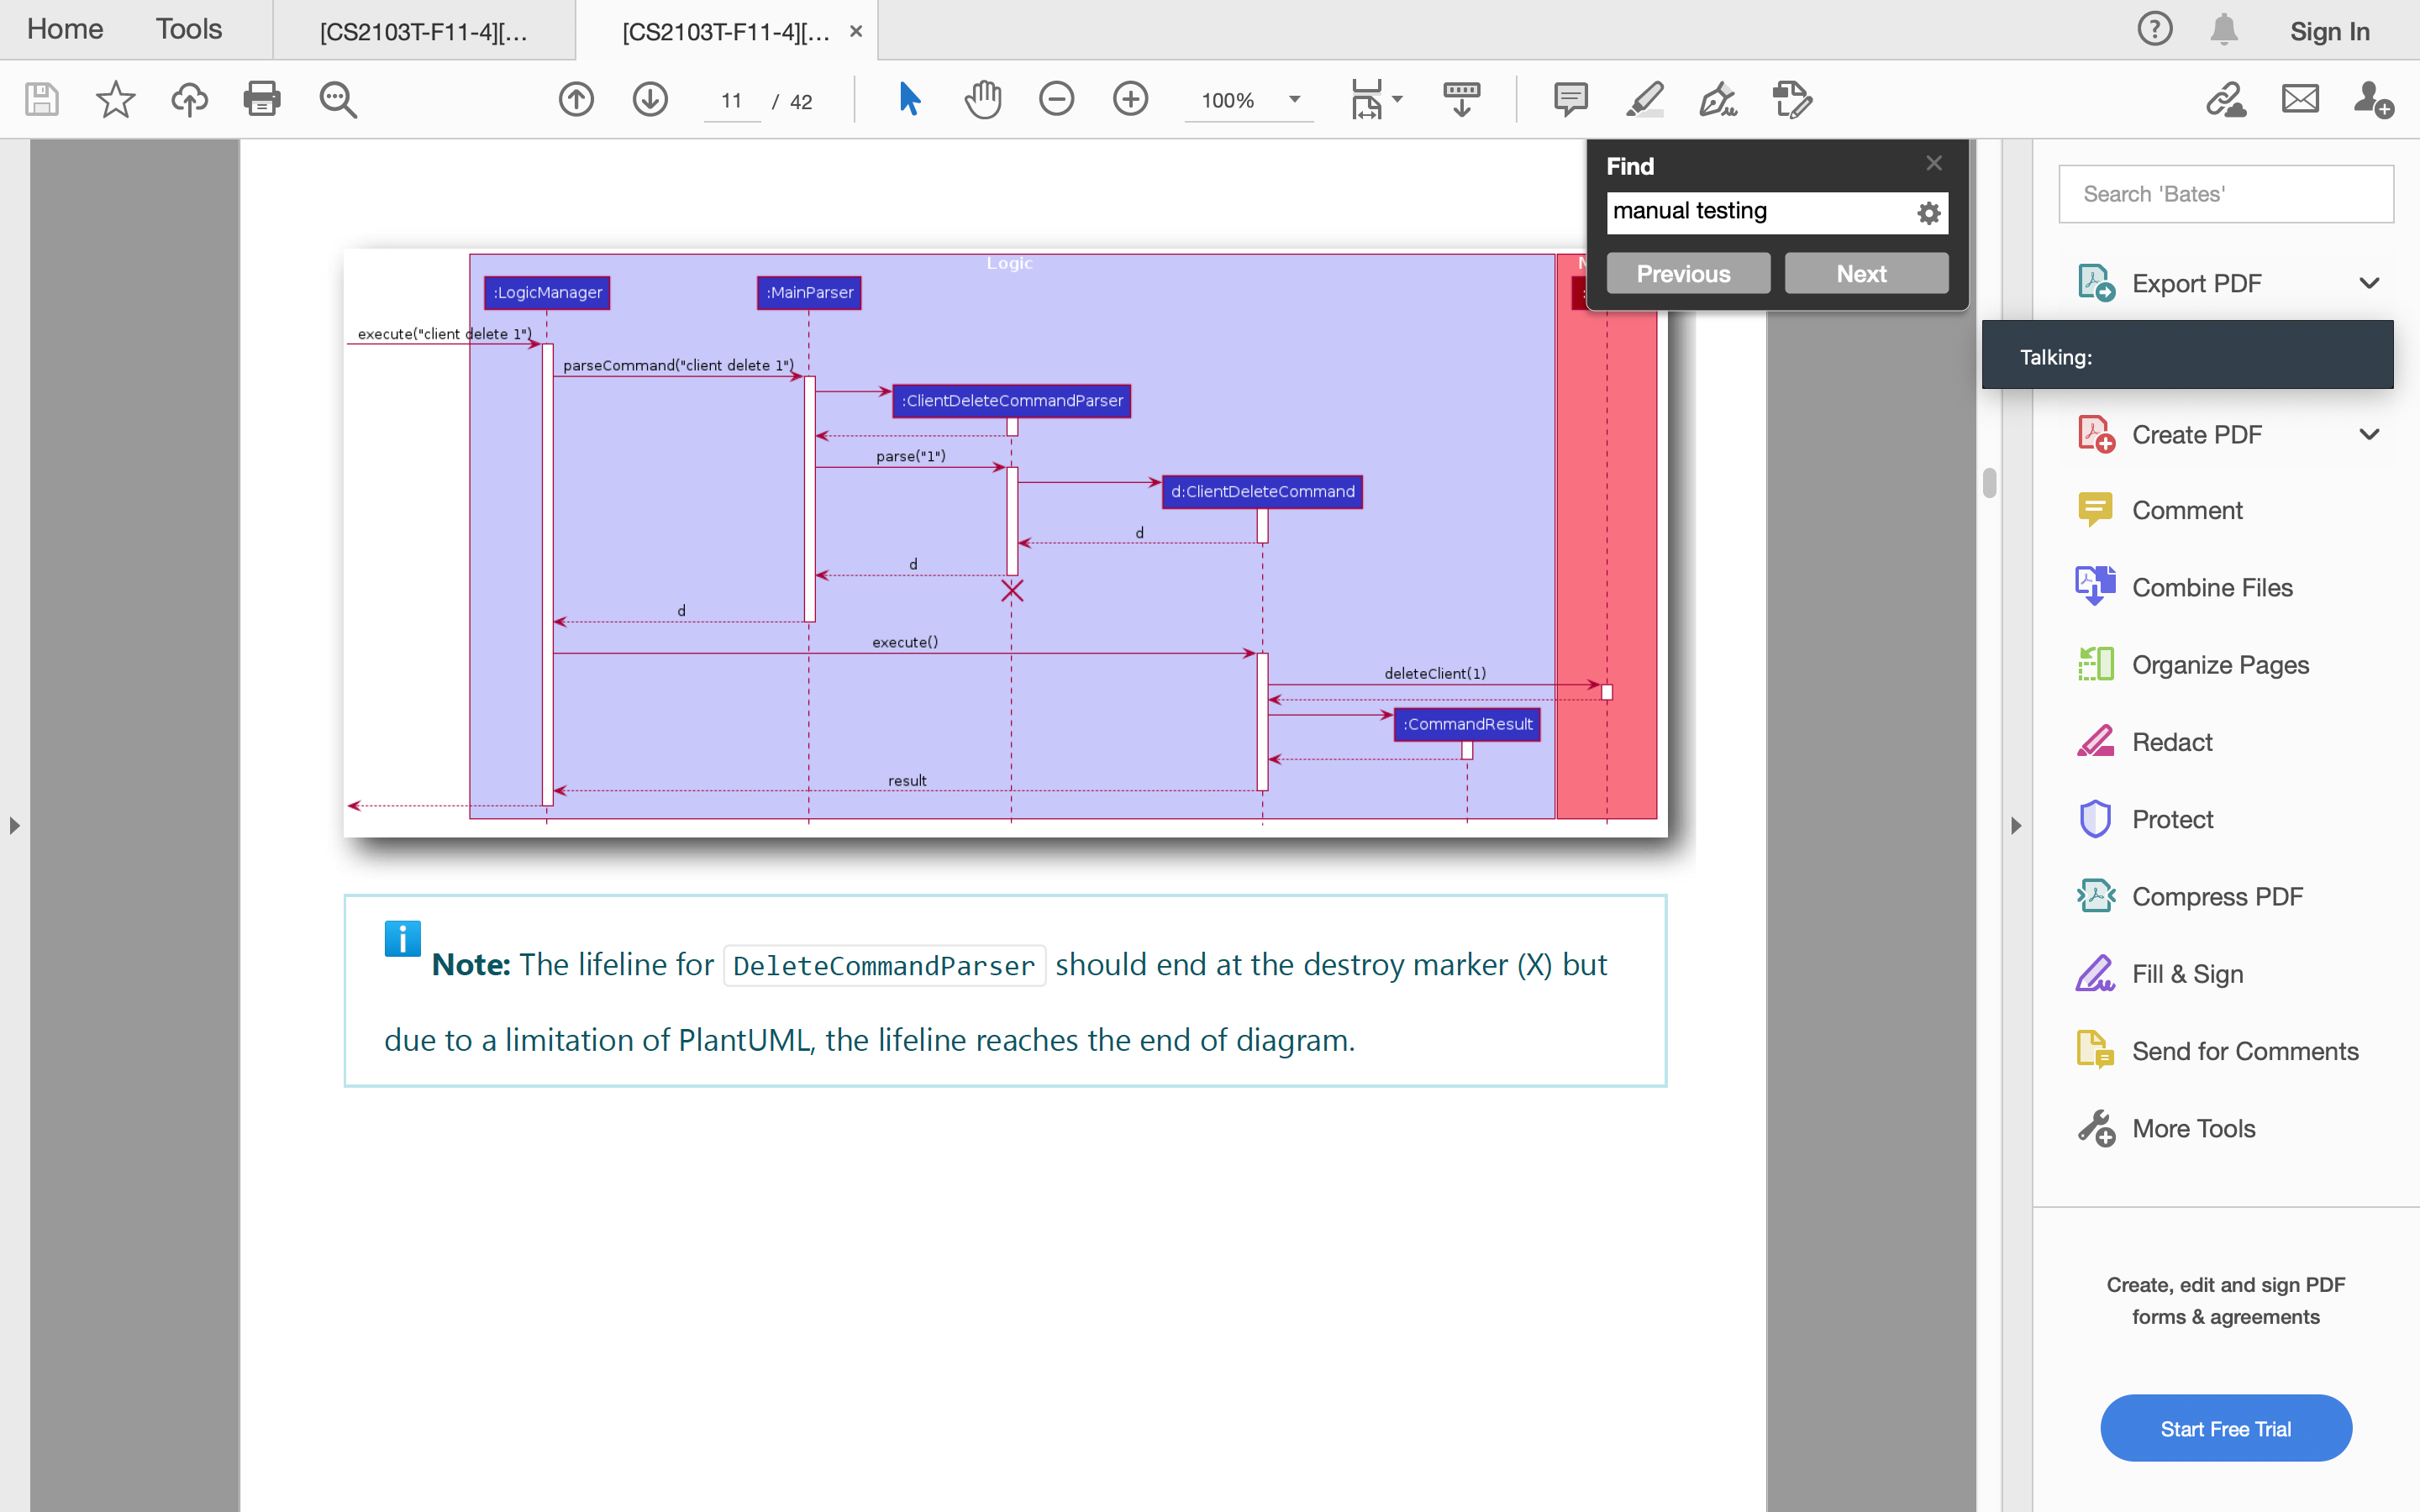 Home
Tools
[CS2103T-F11-4][...
[CS2103T-F11-4][... ×
Sign In
11 / 42
100%
Find
manual testing
Previous
Next
Search 'Bates'
Export PDF
Talking:
Create PDF
Comment
Combine Files
Organize Pages
Redact
Protect
Compress PDF
Fill & Sign
Send for Comments
More Tools
Create, edit and sign PDF
forms & agreements
Start Free Trial
Logic
:LogicManager
:MainParser
execute("client delete 1")
parseCommand("client delete 1")
:ClientDeleteCommandParser
parse("1")
d:ClientDeleteCommand
d
d
d
execute()
deleteClient(1)
:CommandResult
result
i
Note: The lifeline for DeleteCommandParser should end at the destroy marker (X) but
due to a limitation of PlantUML, the lifeline reaches the end of diagram.